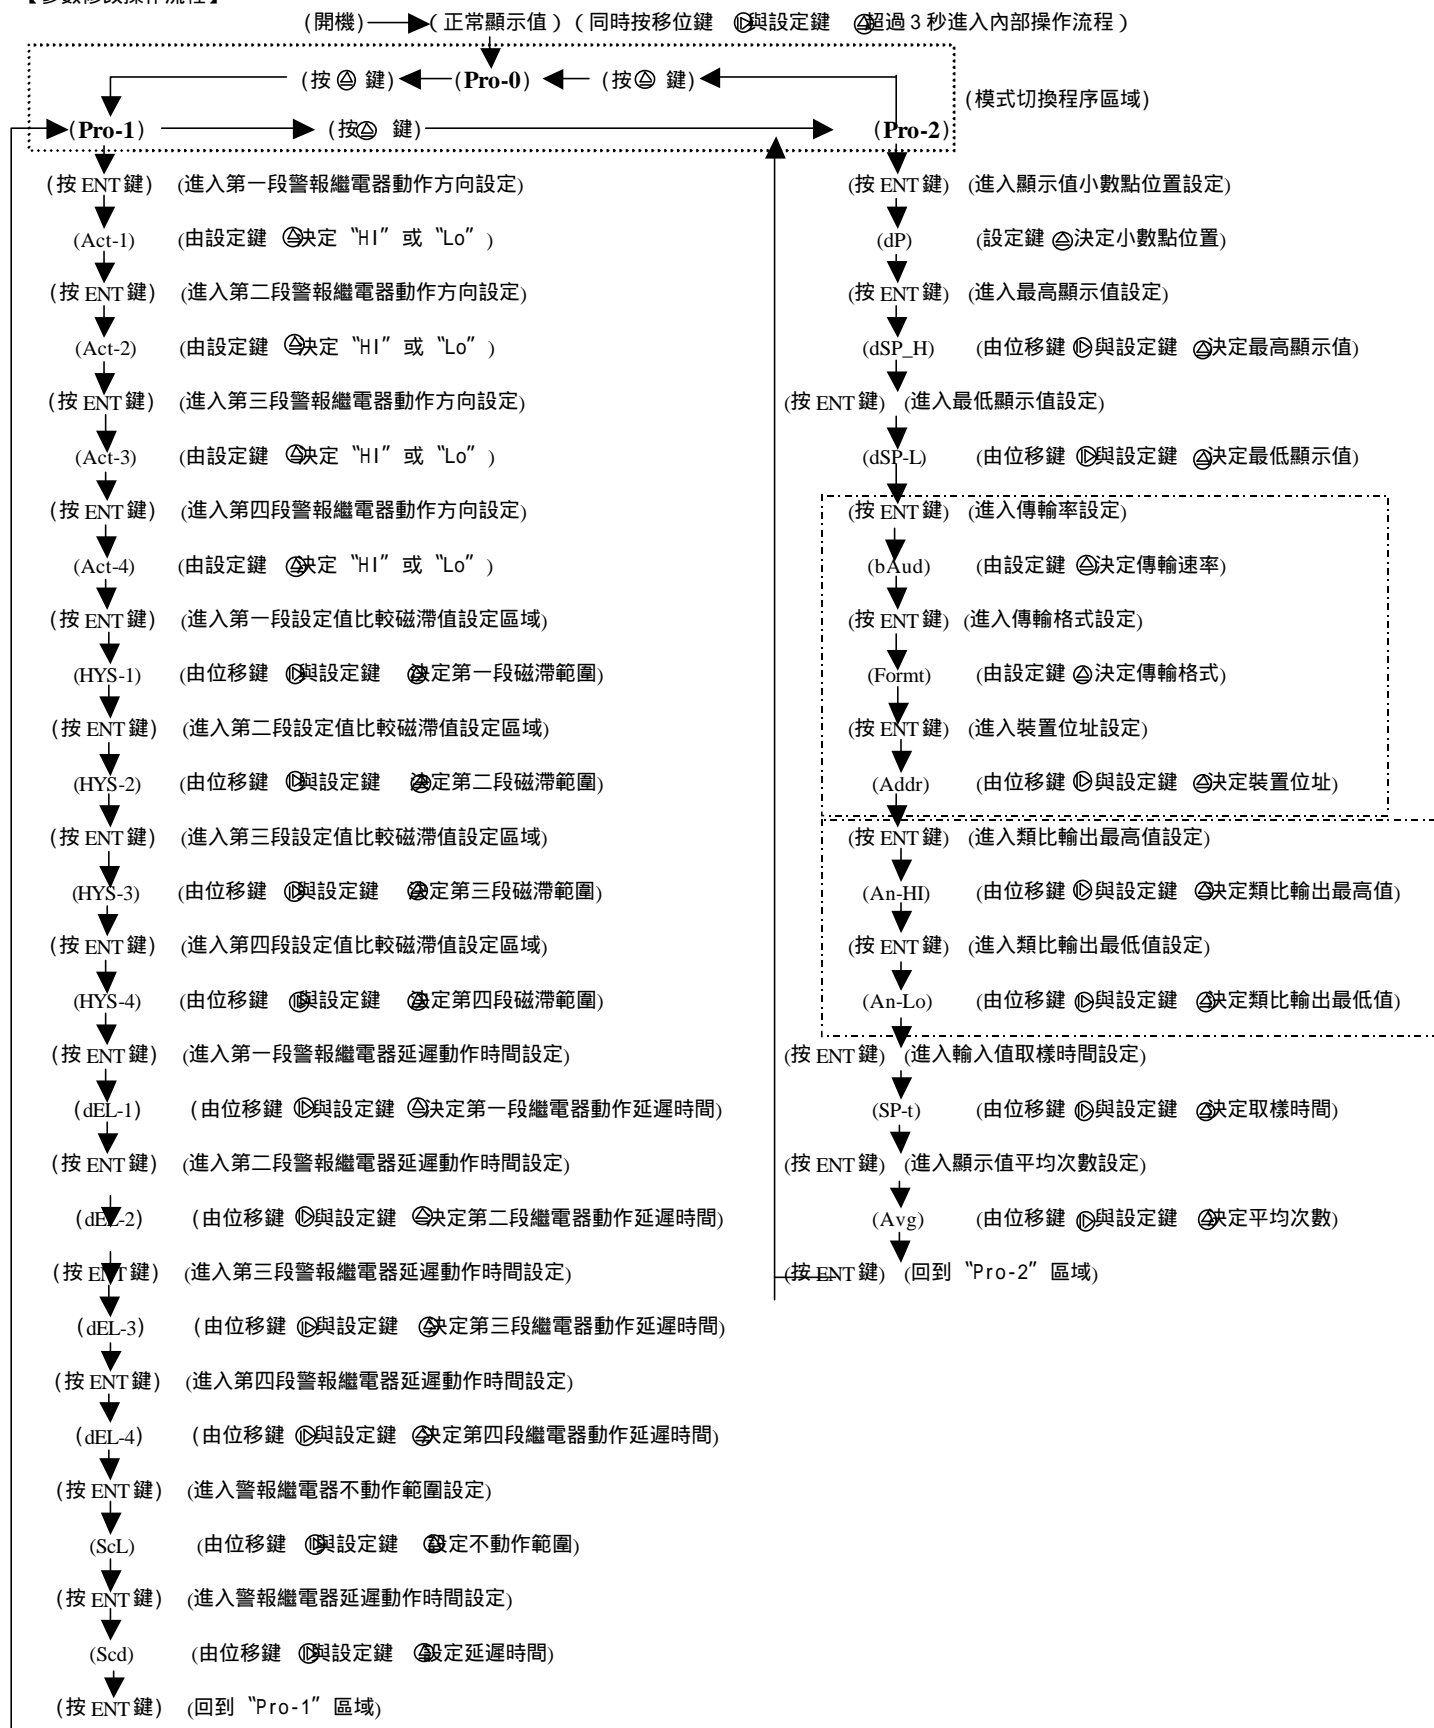 【參數修改操作流程】
(開機) (正常顯示值) (同時按移位鍵 與設定鍵 超過3秒進入內部操作流程)
(按 鍵) (Pro-0) (按 鍵)
(模式切換程序區域)
(Pro-1) (按 鍵) (Pro-2)
(按 ENT 鍵) (進入第一段警報繼電器動作方向設定)
(Act-1) (由設定鍵 決定 “HI” 或 “Lo” )
(按 ENT 鍵) (進入第二段警報繼電器動作方向設定)
(Act-2) (由設定鍵 決定 “HI” 或 “Lo” )
(按 ENT 鍵) (進入第三段警報繼電器動作方向設定)
(Act-3) (由設定鍵 決定 “HI” 或 “Lo” )
(按 ENT 鍵) (進入第四段警報繼電器動作方向設定)
(Act-4) (由設定鍵 決定 “HI” 或 “Lo” )
(按 ENT 鍵) (進入第一段設定值比較磁滯值設定區域)
(HYS-1) (由位移鍵 與設定鍵 決定第一段磁滯範圍)
(按 ENT 鍵) (進入第二段設定值比較磁滯值設定區域)
(HYS-2) (由位移鍵 與設定鍵 決定第二段磁滯範圍)
(按 ENT 鍵) (進入第三段設定值比較磁滯值設定區域)
(HYS-3) (由位移鍵 與設定鍵 決定第三段磁滯範圍)
(按 ENT 鍵) (進入第四段設定值比較磁滯值設定區域)
(HYS-4) (由位移鍵 與設定鍵 決定第四段磁滯範圍)
(按 ENT 鍵) (進入第一段警報繼電器延遲動作時間設定)
(dEL-1) (由位移鍵 與設定鍵 決定第一段繼電器動作延遲時間)
(按 ENT 鍵) (進入第二段警報繼電器延遲動作時間設定)
(dEL-2) (由位移鍵 與設定鍵 決定第二段繼電器動作延遲時間)
(按 ENT 鍵) (進入第三段警報繼電器延遲動作時間設定)
(dEL-3) (由位移鍵 與設定鍵 決定第三段繼電器動作延遲時間)
(按 ENT 鍵) (進入第四段警報繼電器延遲動作時間設定)
(dEL-4) (由位移鍵 與設定鍵 決定第四段繼電器動作延遲時間)
(按 ENT 鍵) (進入警報繼電器不動作範圍設定)
(ScL) (由位移鍵 與設定鍵 設定不動作範圍)
(按 ENT 鍵) (進入警報繼電器延遲動作時間設定)
(Scd) (由位移鍵 與設定鍵 設定延遲時間)
(按 ENT 鍵) (回到 “Pro-1” 區域)
(按 ENT 鍵) (進入顯示值小數點位置設定)
(dP) (設定鍵 決定小數點位置)
(按 ENT 鍵) (進入最高顯示值設定)
(dSP_H) (由位移鍵 與設定鍵 決定最高顯示值)
(按 ENT 鍵) (進入最低顯示值設定)
(dSP-L) (由位移鍵 與設定鍵 決定最低顯示值)
(按 ENT 鍵) (進入傳輸率設定)
(bAud) (由設定鍵 決定傳輸速率)
(按 ENT 鍵) (進入傳輸格式設定)
(Formt) (由設定鍵 決定傳輸格式)
(按 ENT 鍵) (進入裝置位址設定)
(Addr) (由位移鍵 與設定鍵 決定裝置位址)
(按 ENT 鍵) (進入類比輸出最高值設定)
(An-HI) (由位移鍵 與設定鍵 決定類比輸出最高值)
(按 ENT 鍵) (進入類比輸出最低值設定)
(An-Lo) (由位移鍵 與設定鍵 決定類比輸出最低值)
(按 ENT 鍵) (進入輸入值取樣時間設定)
(SP-t) (由位移鍵 與設定鍵 決定取樣時間)
(按 ENT 鍵) (進入顯示值平均次數設定)
(Avg) (由位移鍵 與設定鍵 決定平均次數)
(按 ENT 鍵) (回到 “Pro-2” 區域)